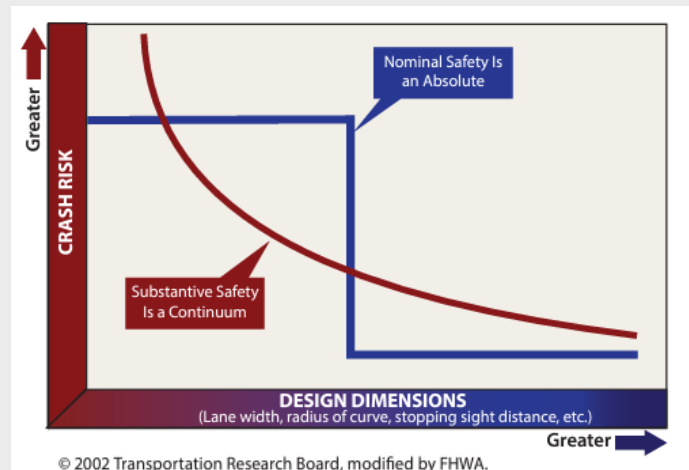 Greater
CRASH RISK
Nominal Safety Is
an Absolute
Substantive Safety
Is a Continuum
DESIGN DIMENSIONS
(Lane width, radius of curve, stopping sight distance, etc.)
Greater
© 2002 Transportation Research Board, modified by FHWA.